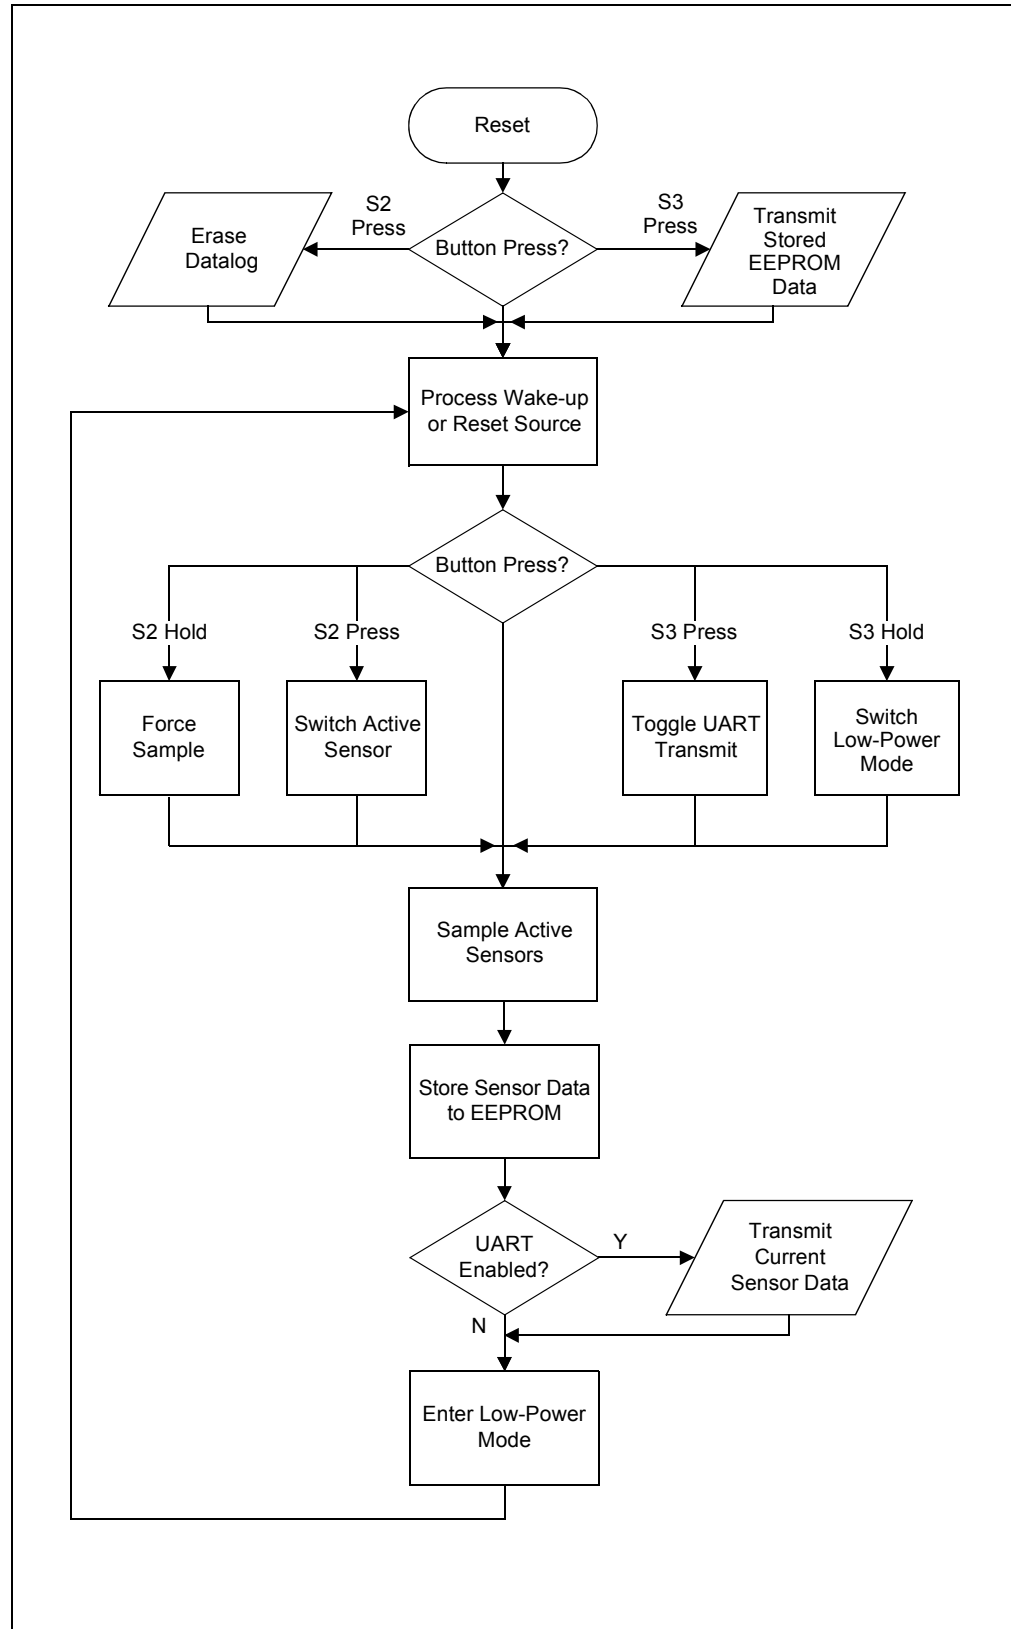 Reset
S2
Press
S3
Press
Erase
Datalog
Button Press?
Transmit
Stored
EEPROM
Data
Process Wake-up
or Reset Source
Button Press?
S2 Hold
S2 Press
S3 Press
S3 Hold
Force
Sample
Switch Active
Sensor
Toggle UART
Transmit
Switch
Low-Power
Mode
Sample Active
Sensors
Store Sensor Data
to EEPROM
UART
Enabled?
Y
Transmit
Current
Sensor Data
N
Enter Low-Power
Mode